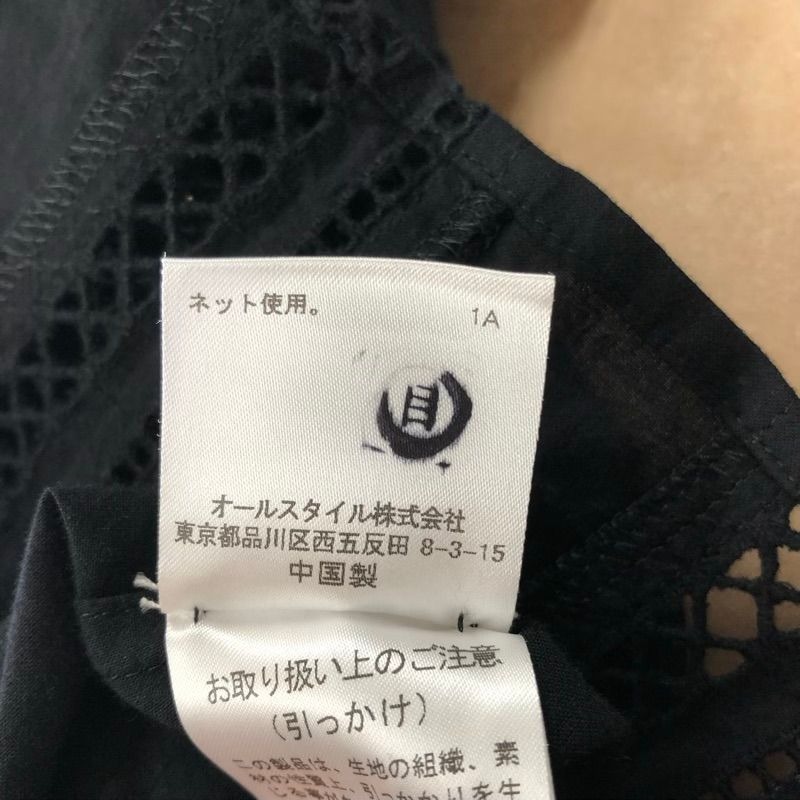 ネット使用。 1A
目
オールスタイル株式会社
東京都品川区西五反田 8-3-15
中国製
お取り扱い上のご注意
(引っかけ)
この製品は、生地の組織、素